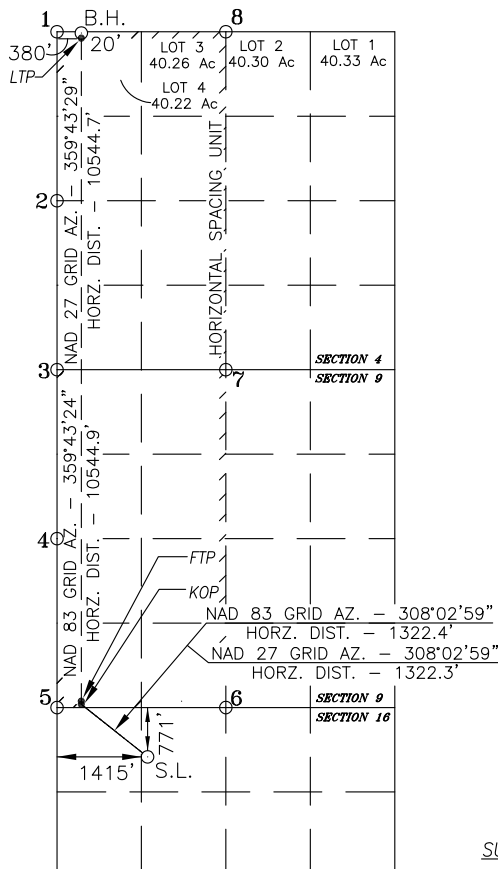 1
8
B.H.
20'
380'
LTP
LOT 3
40.26 Ac
LOT 2
40.30 Ac
LOT 1
40.33 Ac
LOT 4
40.22 Ac
NAD 27 GRID AZ. - 359°43'29"
HORZ. DIST. - 10544.7'
HORIZONTAL SPACING UNIT
2
SECTION 4
3
7
SECTION 9
NAD 83 GRID AZ. - 359°43'24"
HORZ. DIST. - 10544.9'
4
FTP
KOP
NAD 83 GRID AZ. - 308°02'59"
HORZ. DIST. - 1322.4'
NAD 27 GRID AZ. - 308°02'59"
HORZ. DIST. - 1322.3'
SECTION 9
5
6
SECTION 16
771'
1415'
S.L.